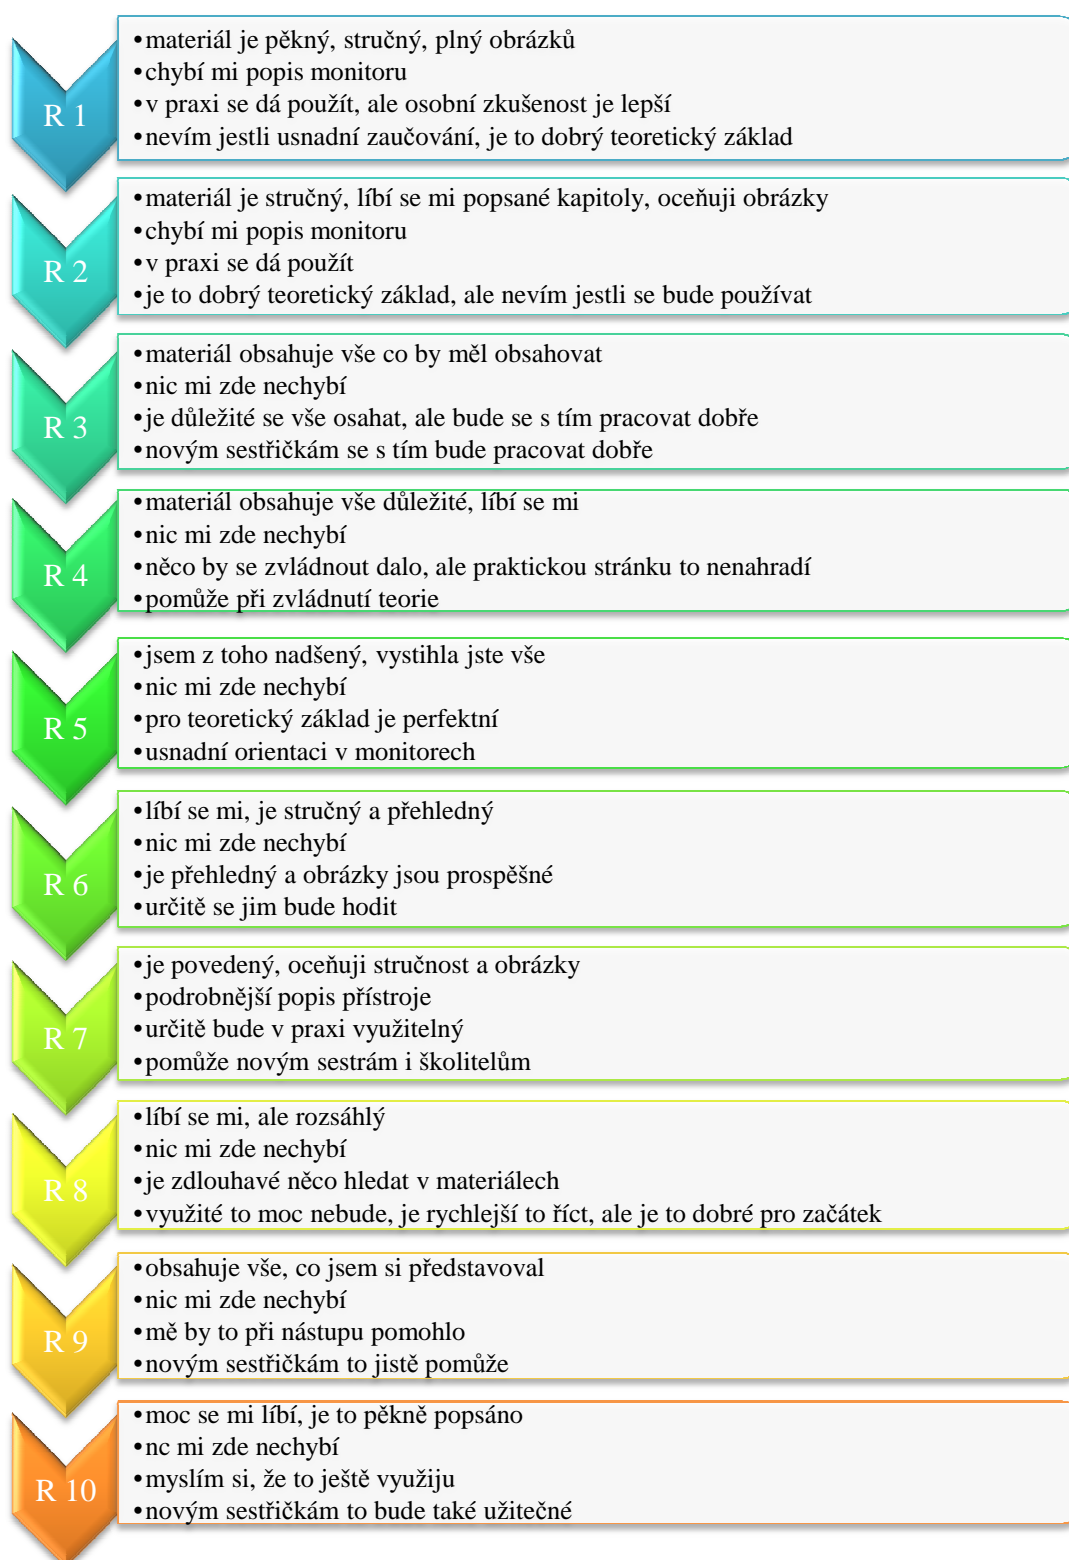 R 1
•materiál je pěkný, stručný, plný obrázků
•chybí mi popis monitoru
•v praxi se dá použít, ale osobní zkušenost je lepší
•nevím jestli usnadní zaučování, je to dobrý teoretický základ
R 2
•materiál je stručný, líbí se mi popsané kapitoly, oceňuji obrázky
•chybí mi popis monitoru
•v praxi se dá použít
•je to dobrý teoretický základ, ale nevím jestli se bude používat
R 3
•materiál obsahuje vše co by měl obsahovat
•nic mi zde nechybí
•je důležité se vše osahat, ale bude se s tím pracovat dobře
•novým sestřičkám se s tím bude pracovat dobře
R 4
•materiál obsahuje vše důležité, líbí se mi
•nic mi zde nechybí
•něco by se zvládnout dalo, ale praktickou stránku to nenahradí
•pomůže při zvládnutí teorie
R 5
•jsem z toho nadšený, vystihla jste vše
•nic mi zde nechybí
•pro teoretický základ je perfektní
•usnadní orientaci v monitorech
R 6
•líbí se mi, je stručný a přehledný
•nic mi zde nechybí
•je přehledný a obrázky jsou prospěšné
•určitě se jim bude hodit
R 7
•je povedený, oceňuji stručnost a obrázky
•podrobnější popis přístroje
•určitě bude v praxi využitelný
•pomůže novým sestrám i školitelům
R 8
•líbí se mi, ale rozsáhlý
•nic mi zde nechybí
•je zdlouhavé něco hledat v materiálech
•využité to moc nebude, je rychlejší to říct, ale je to dobré pro začátek
R 9
•obsahuje vše, co jsem si představoval
•nic mi zde nechybí
•mě by to při nástupu pomohlo
•novým sestřičkám to jistě pomůže
R 10
•moc se mi líbí, je to pěkně popsáno
•nc mi zde nechybí
•myslím si, že to ještě využiju
•novým sestřičkám to bude také užitečné